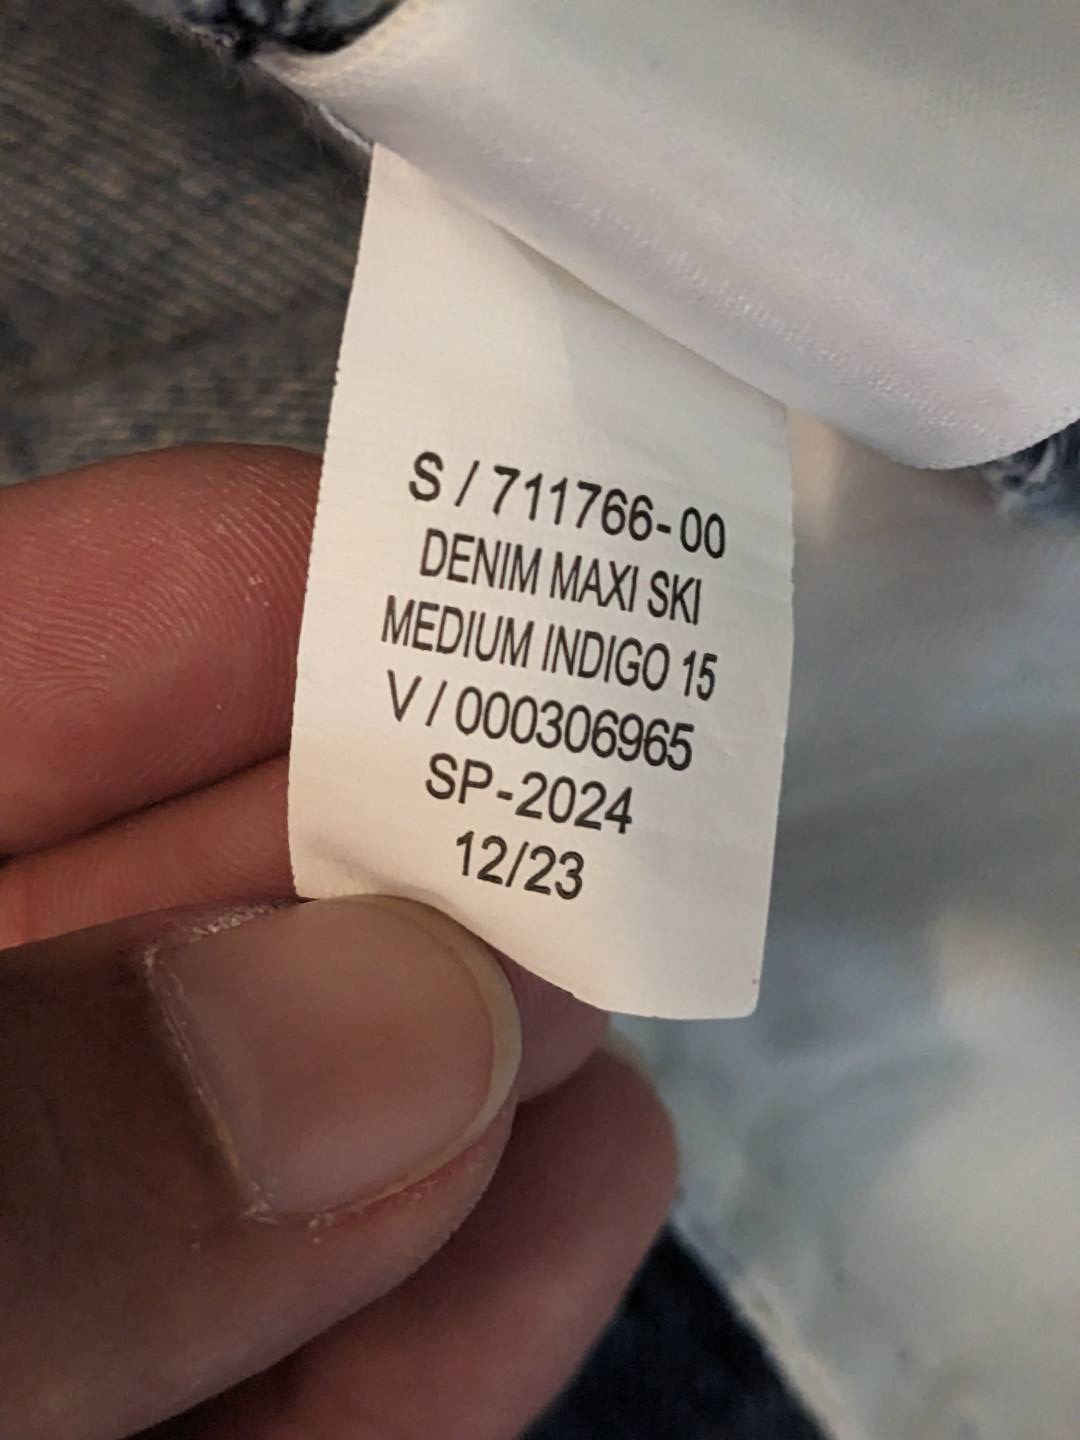 S / 711766-00
DENIM MAXI SKI
MEDIUM INDIGO 15
V / 000306965
SP-2024
12/23